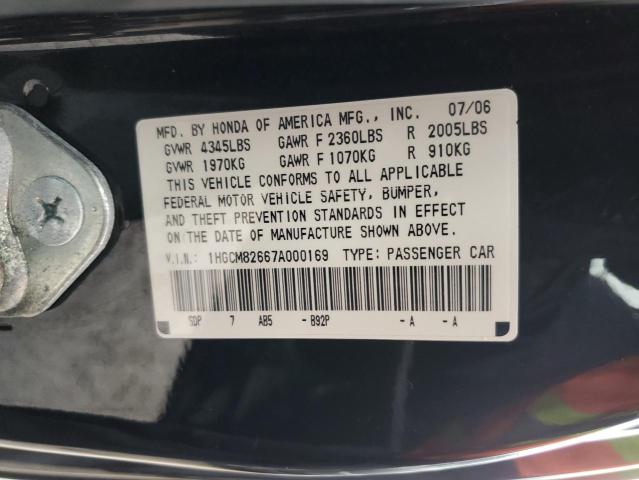 MFD. BY HONDA OF AMERICA MFG., INC. 07/06
GVWR 4345LBS GAWR F 2360LBS R 2005LBS
GVWR 1970KG GAWR F 1070KG R 910KG
THIS VEHICLE CONFORMS TO ALL APPLICABLE
FEDERAL MOTOR VEHICLE SAFETY, BUMPER,
AND THEFT PREVENTION STANDARDS IN EFFECT
ON THE DATE OF MANUFACTURE SHOWN ABOVE.
V.I.N.: 1HGCM82667A000169 TYPE: PASSENGER CAR
SDP 7 AB5 -B92P -A -A